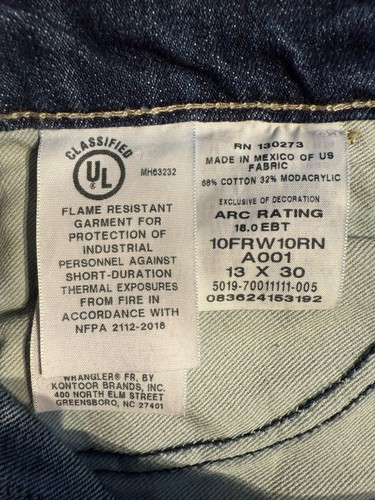 CLASSIFIED
UL
MH63232
FLAME RESISTANT
GARMENT FOR
PROTECTION OF
INDUSTRIAL
PERSONNEL AGAINST
SHORT-DURATION
THERMAL EXPOSURES
FROM FIRE IN
ACCORDANCE WITH
NFPA 2112-2018
WRANGLER® FR, BY
KONTOOR BRANDS, INC.
400 NORTH ELM STREET
GREENSBORO, NC 27401
RN 130273
MADE IN MEXICO OF US
FABRIC
68% COTTON 32% MODACRYLIC
EXCLUSIVE OF DECORATION
ARC RATING
18.0 EBT
10FRW10RN
A001
13 X 30
5019-70011111-005
083624153192